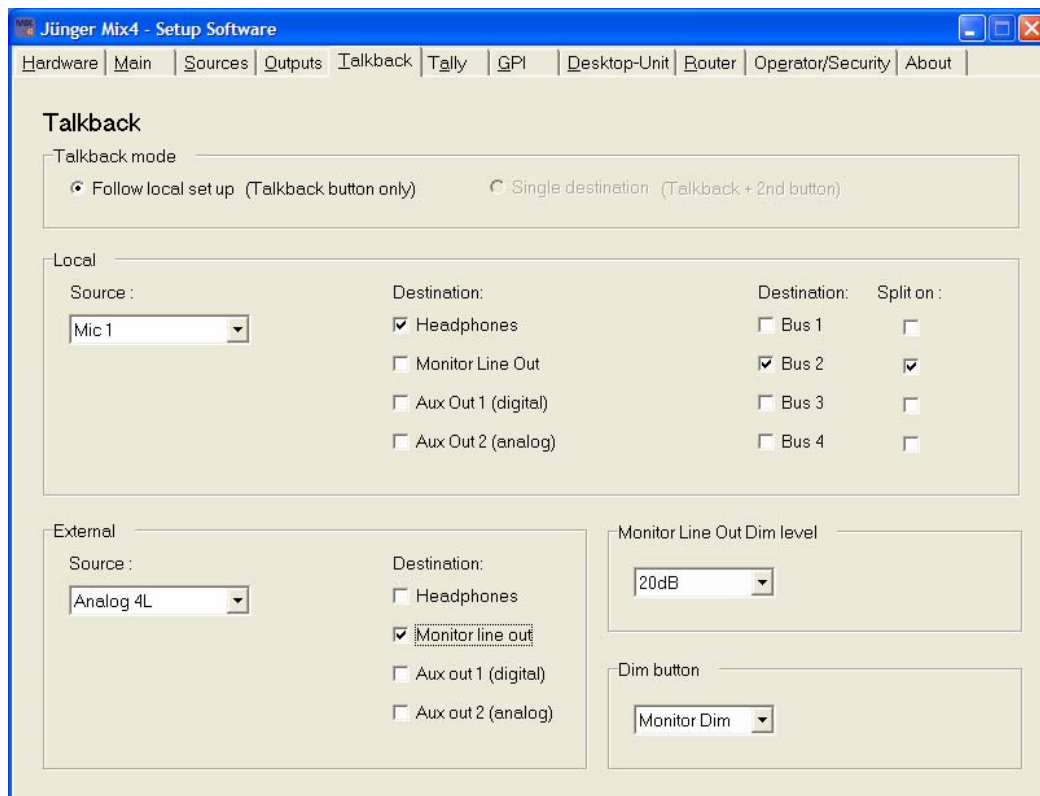 Jünger Mix4 - Setup Software
Hardware Main Sources Outputs Talkback Tally GPI Desktop-Unit Router Operator/Security About
Talkback
Talkback mode
Follow local set up (Talkback button only) Single destination (Talkback + 2nd button)
Local
Source : Destination: Destination: Split on :
Mic 1 Headphones Bus 1
Monitor Line Out Bus 2
Aux Out 1 (digital) Bus 3
Aux Out 2 (analog) Bus 4
External
Source : Destination:
Analog 4L Headphones
Monitor line out
Aux out 1 (digital)
Aux out 2 (analog)
Monitor Line Out Dim level
20dB
Dim button
Monitor Dim